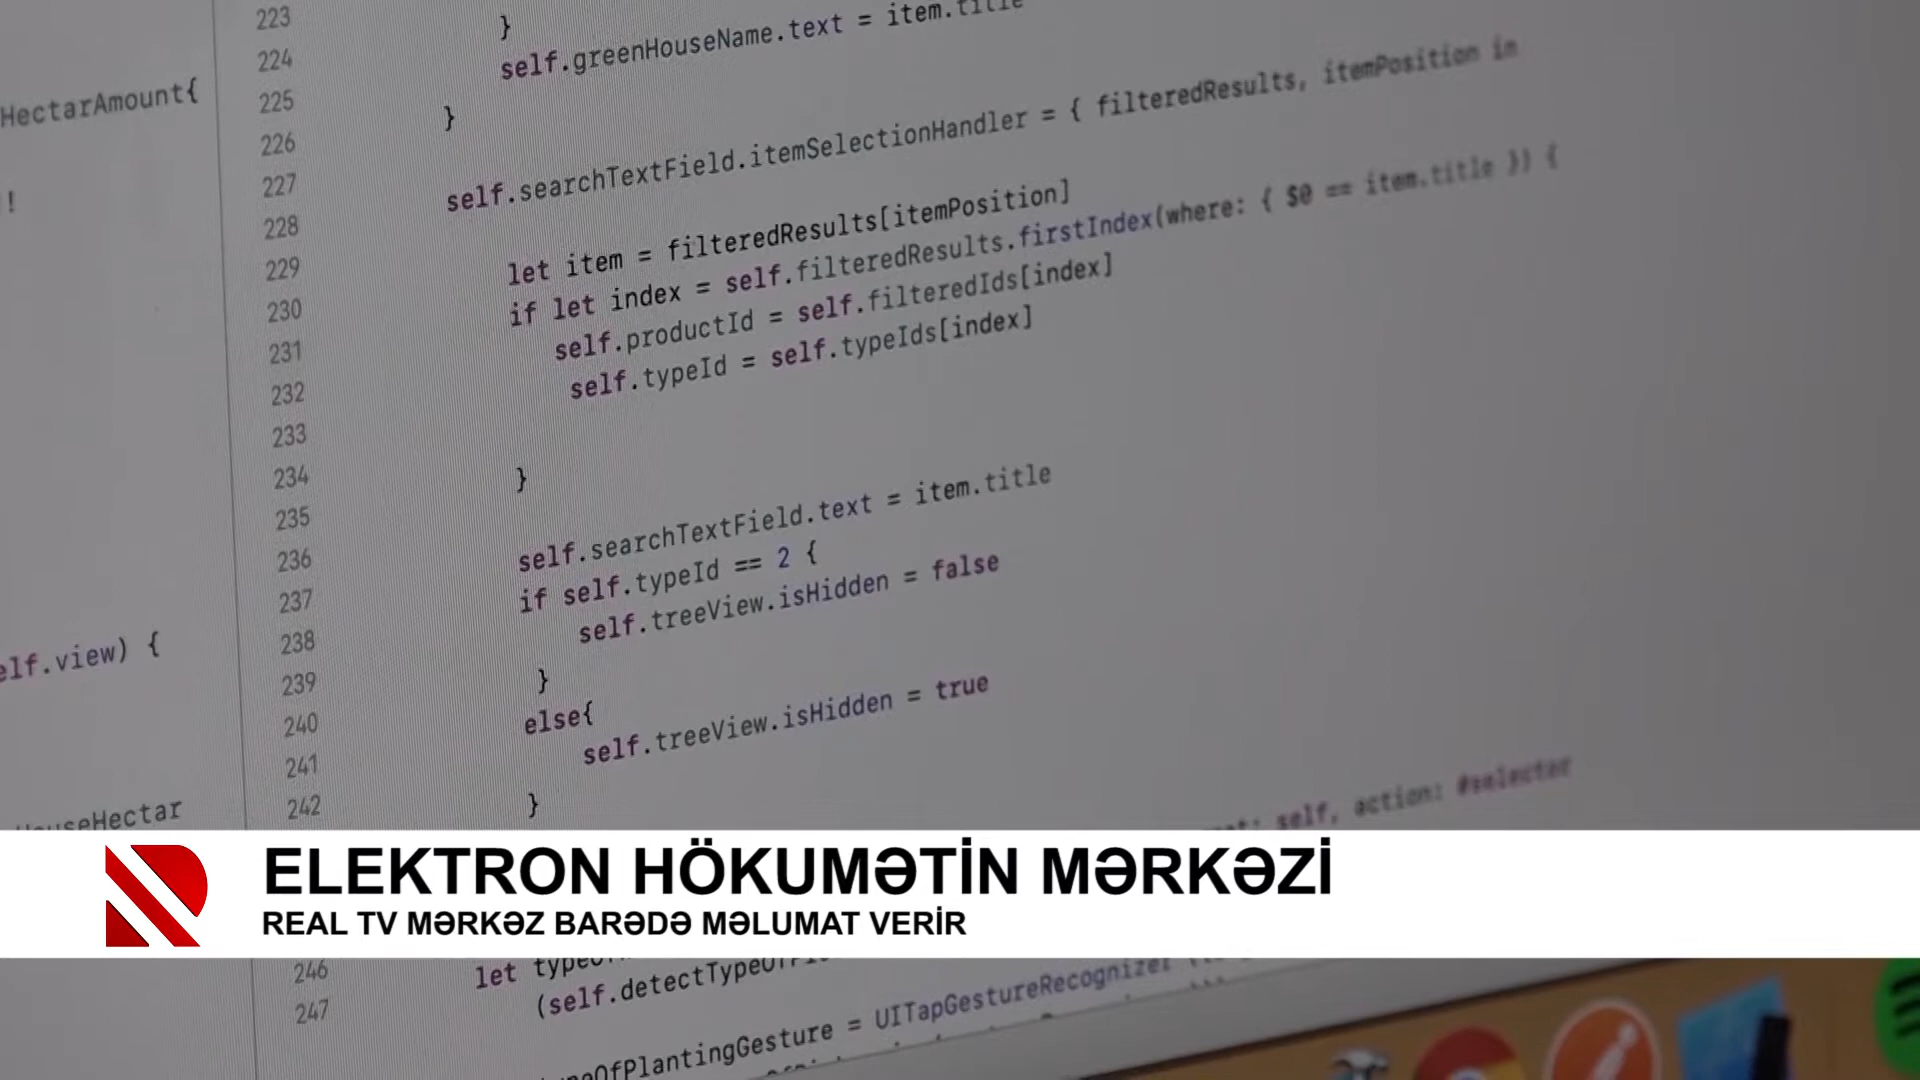 223
}
224
self.greenHouseName.text = item.title
225
}
HectarAmount{
226
227
self.searchTextField.itemSelectionHandler = { filteredResults, itemPosition in
!
228
229
let item = filteredResults[itemPosition]
230
if let index = self.filteredResults.firstIndex(where: { $0 == item.title }) {
231
self.productId = self.filteredIds[index]
232
self.typeId = self.typeIds[index]
233
234
}
235
236
self.searchTextField.text = item.title
237
if self.typeId == 2 {
238
self.treeView.isHidden = false
elf.view) {
239
}
240
else{
241
self.treeView.isHidden = true
242
}
useHectar
self, action: #selector
ELEKTRON HÖKUMƏTİN MƏRKƏZİ
REAL TV MƏRKƏZ BARƏDƏ MƏLUMAT VERİR
246
let
247
(self.detectTypeOf
OfPlantingGesture = UITapGestureRecognizer